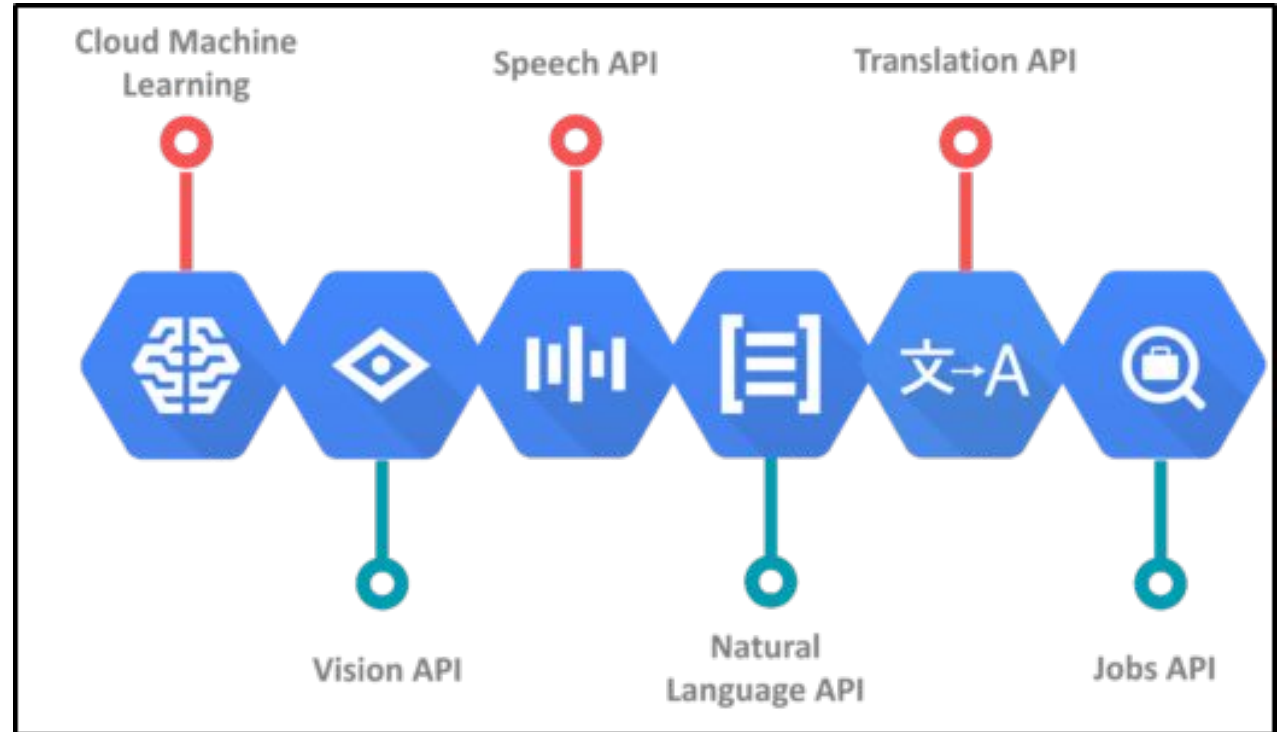 Cloud Machine
Learning
Speech API
Translation API
文→A
Vision API
Natural
Language API
Jobs API